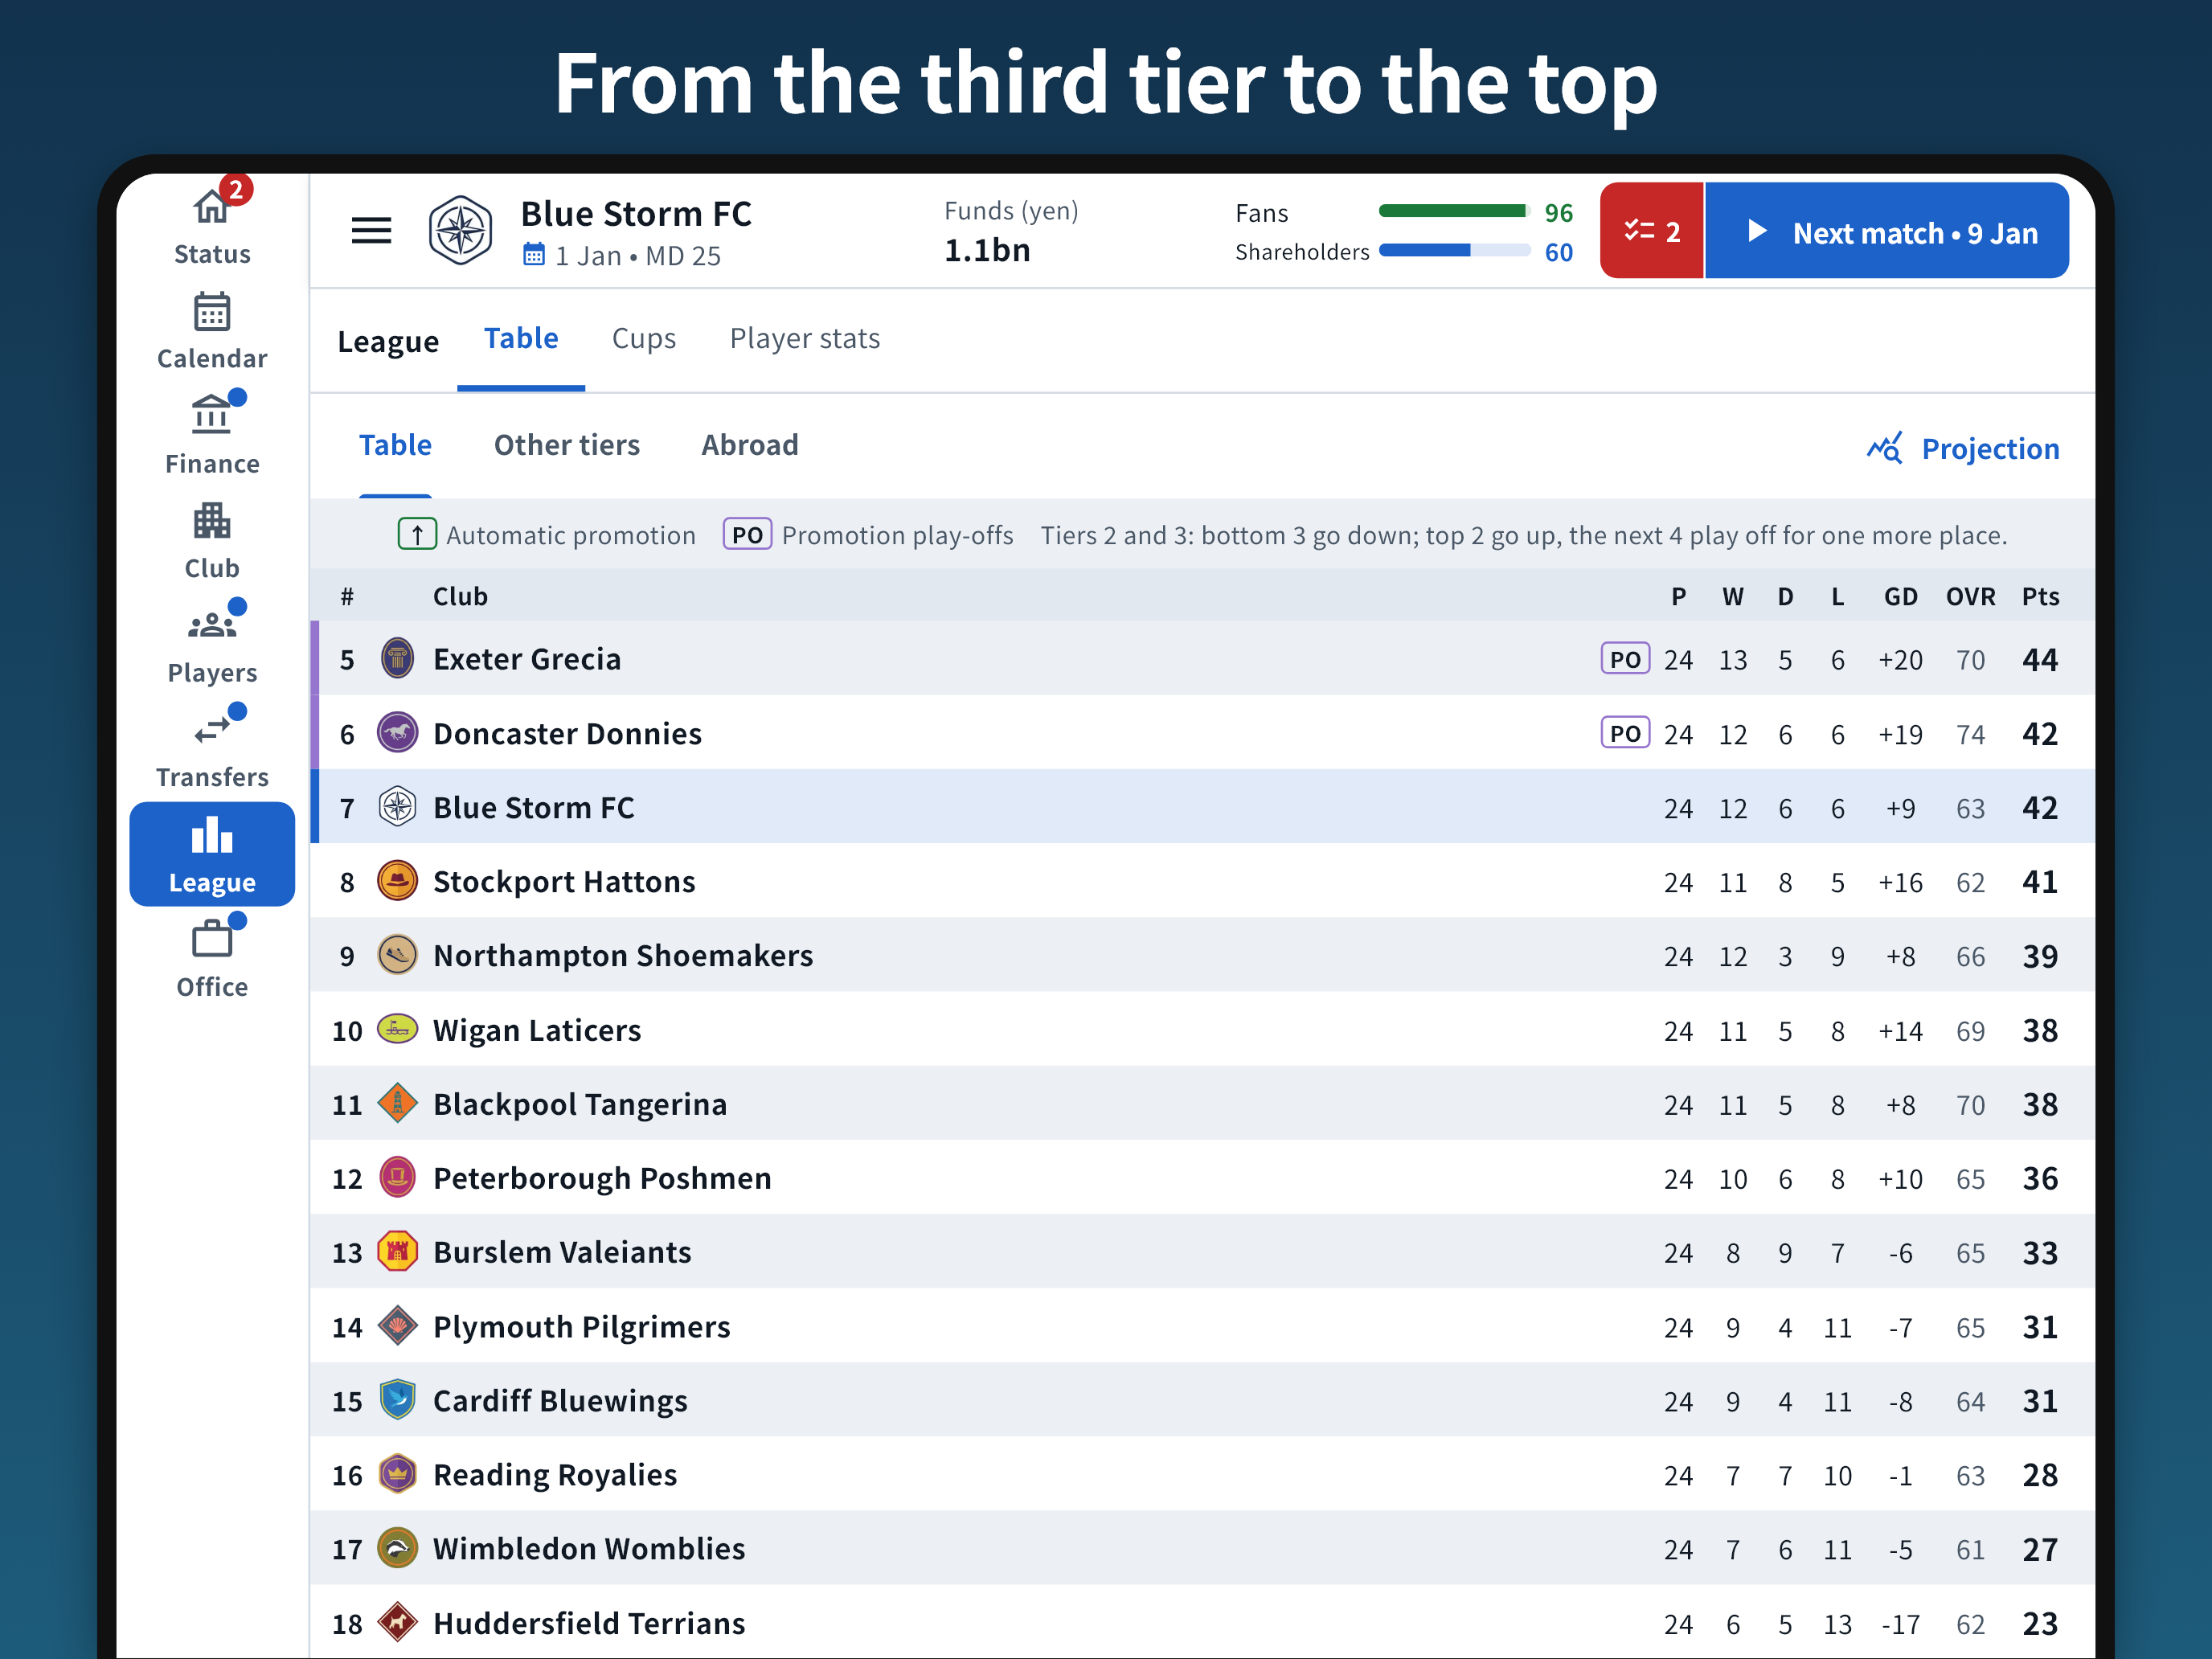 From the third tier to the top
2
Status
Calendar
Finance
Club
Players
Transfers
League
Office
Blue Storm FC
1 Jan • MD 25
Funds (yen)
1.1bn
Fans 96
Shareholders 60
2
Next match • 9 Jan
League Table Cups Player stats
Table Other tiers Abroad Projection
↑ Automatic promotion PO Promotion play-offs Tiers 2 and 3: bottom 3 go down; top 2 go up, the next 4 play off for one more place.
# Club P W D L GD OVR Pts
5 Exeter Grecia PO 24 13 5 6 +20 70 44
6 Doncaster Donnies PO 24 12 6 6 +19 74 42
7 Blue Storm FC 24 12 6 6 +9 63 42
8 Stockport Hattons 24 11 8 5 +16 62 41
9 Northampton Shoemakers 24 12 3 9 +8 66 39
10 Wigan Laticers 24 11 5 8 +14 69 38
11 Blackpool Tangerina 24 11 5 8 +8 70 38
12 Peterborough Poshmen 24 10 6 8 +10 65 36
13 Burslem Valeiants 24 8 9 7 -6 65 33
14 Plymouth Pilgrimers 24 9 4 11 -7 65 31
15 Cardiff Bluewings 24 9 4 11 -8 64 31
16 Reading Royalies 24 7 7 10 -1 63 28
17 Wimbledon Womblies 24 7 6 11 -5 61 27
18 Huddersfield Terrians 24 6 5 13 -17 62 23